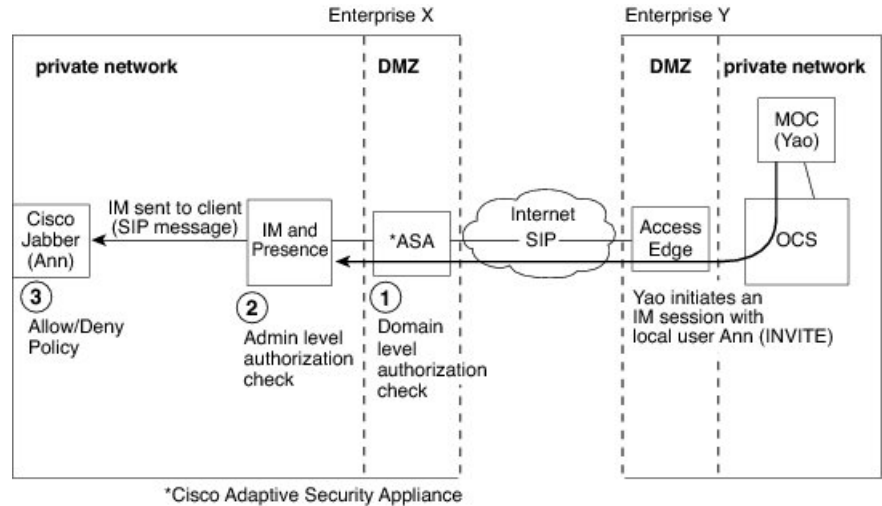 Enterprise X
Enterprise Y
private network
DMZ
DMZ
private network
MOC
(Yao)
Cisco
Jabber
(Ann)
IM sent to client
(SIP message)
IM and
Presence
*ASA
Internet
SIP
Access
Edge
OCS
3
Allow/Deny
Policy
2
Admin level
authorization
check
1
Domain
level
authorization
check
Yao initiates an
IM session with
local user Ann (INVITE)
*Cisco Adaptive Security Appliance